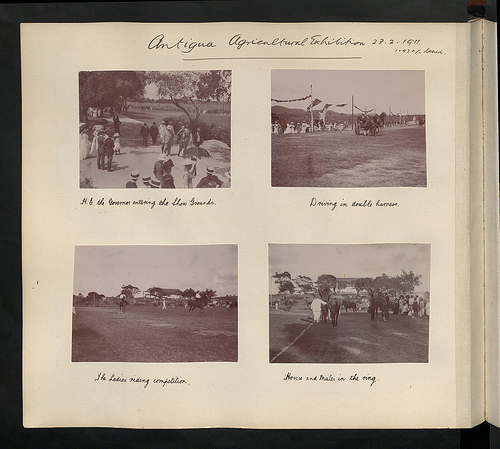 Antigua Agricultural Exhibition 23.2.1911.
H.E. the Governor entering the Show Grounds.
Driving in double harness.
The Ladies riding competition.
Horses and Mules in the ring.